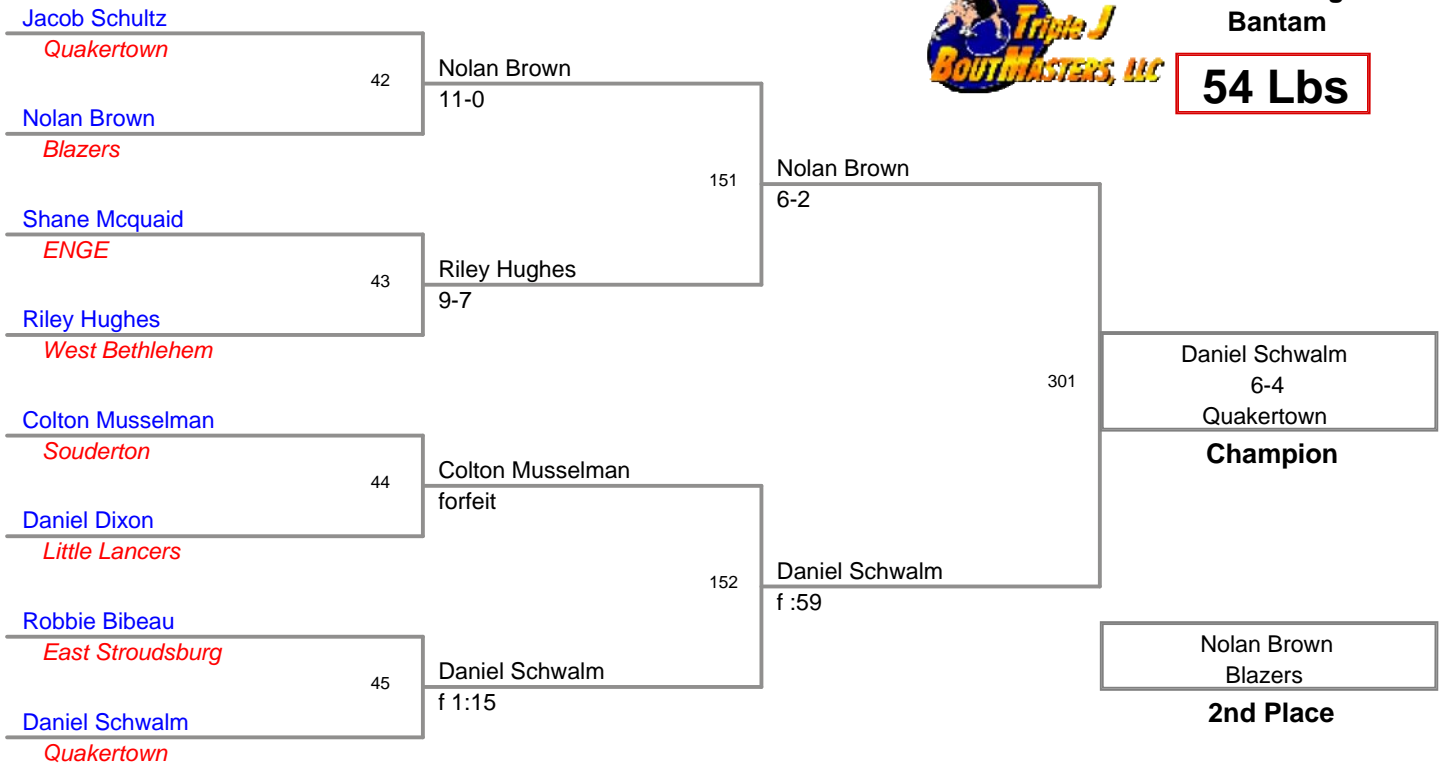 Jacob Schultz
Quakertown
42
Nolan Brown
Blazers
Shane Mcquaid
ENGE
43
Riley Hughes
West Bethlehem
Colton Musselman
Souderton
44
Daniel Dixon
Little Lancers
Robbie Bibeau
East Stroudsburg
45
Daniel Schwalm
Quakertown
Nolan Brown
11-0
151
Riley Hughes
9-7
Colton Musselman
forfeit
152
Daniel Schwalm
f 1:15
Nolan Brown
6-2
301
Daniel Schwalm
f :59
Triple J
BOUTMASTERS, LLC
Bantam
54 Lbs
Daniel Schwalm
6-4
Quakertown
Champion
Nolan Brown
Blazers
2nd Place